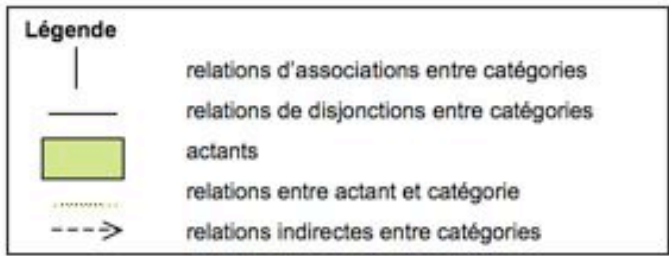 Légende
relations d'associations entre catégories
relations de disjonctions entre catégories
actants
relations entre actant et catégorie
relations indirectes entre catégories